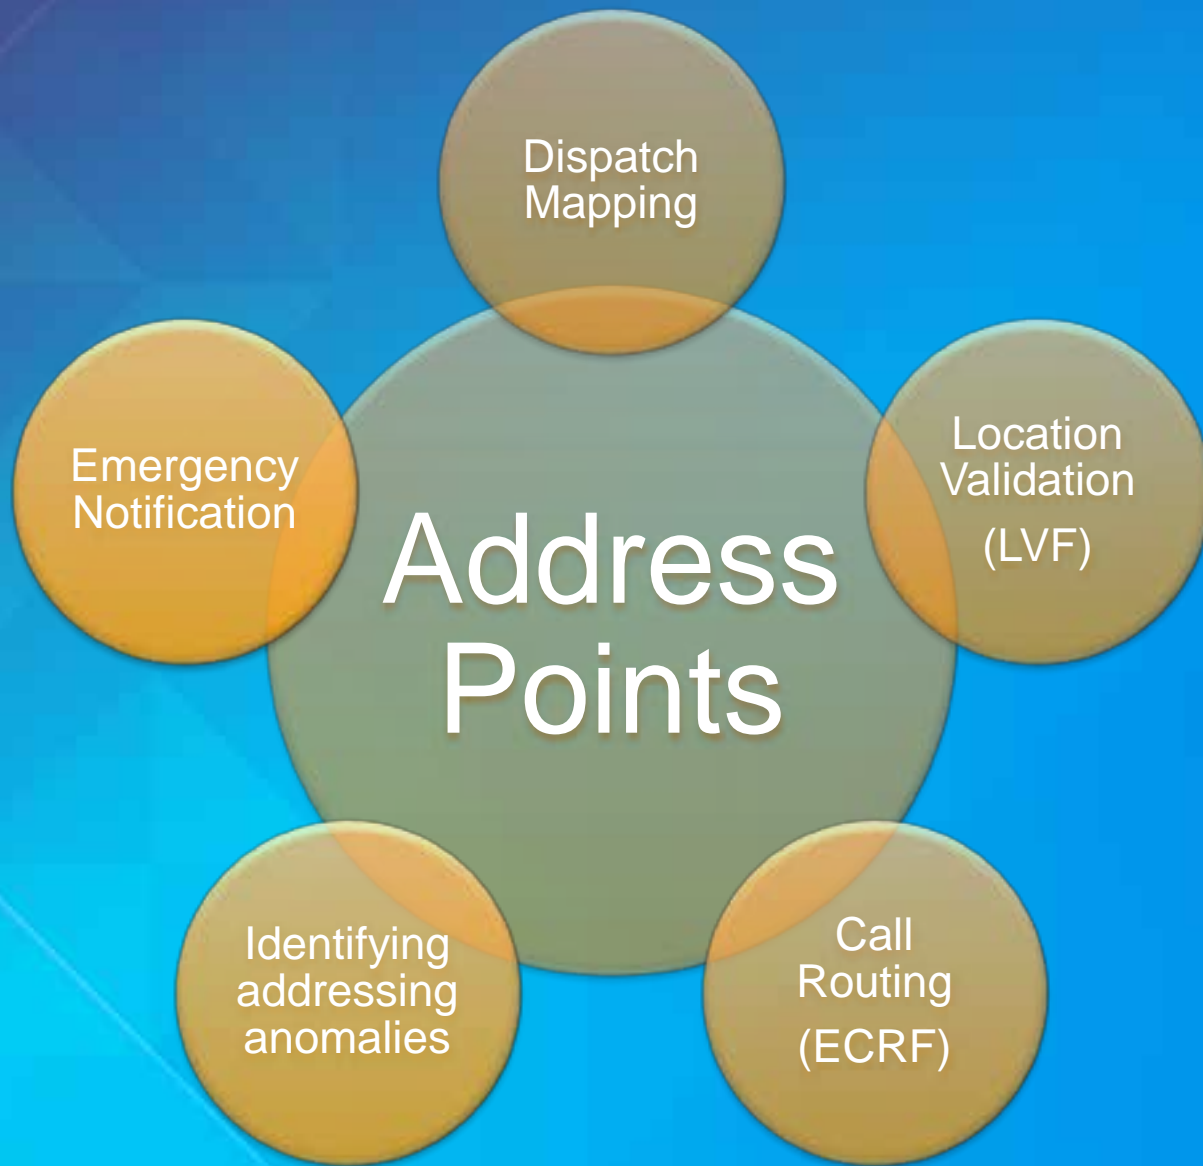 Dispatch
Mapping
Location
Validation
(LVF)
Emergency
Notification
Address
Points
Call
Routing
(ECRF)
Identifying
addressing
anomalies